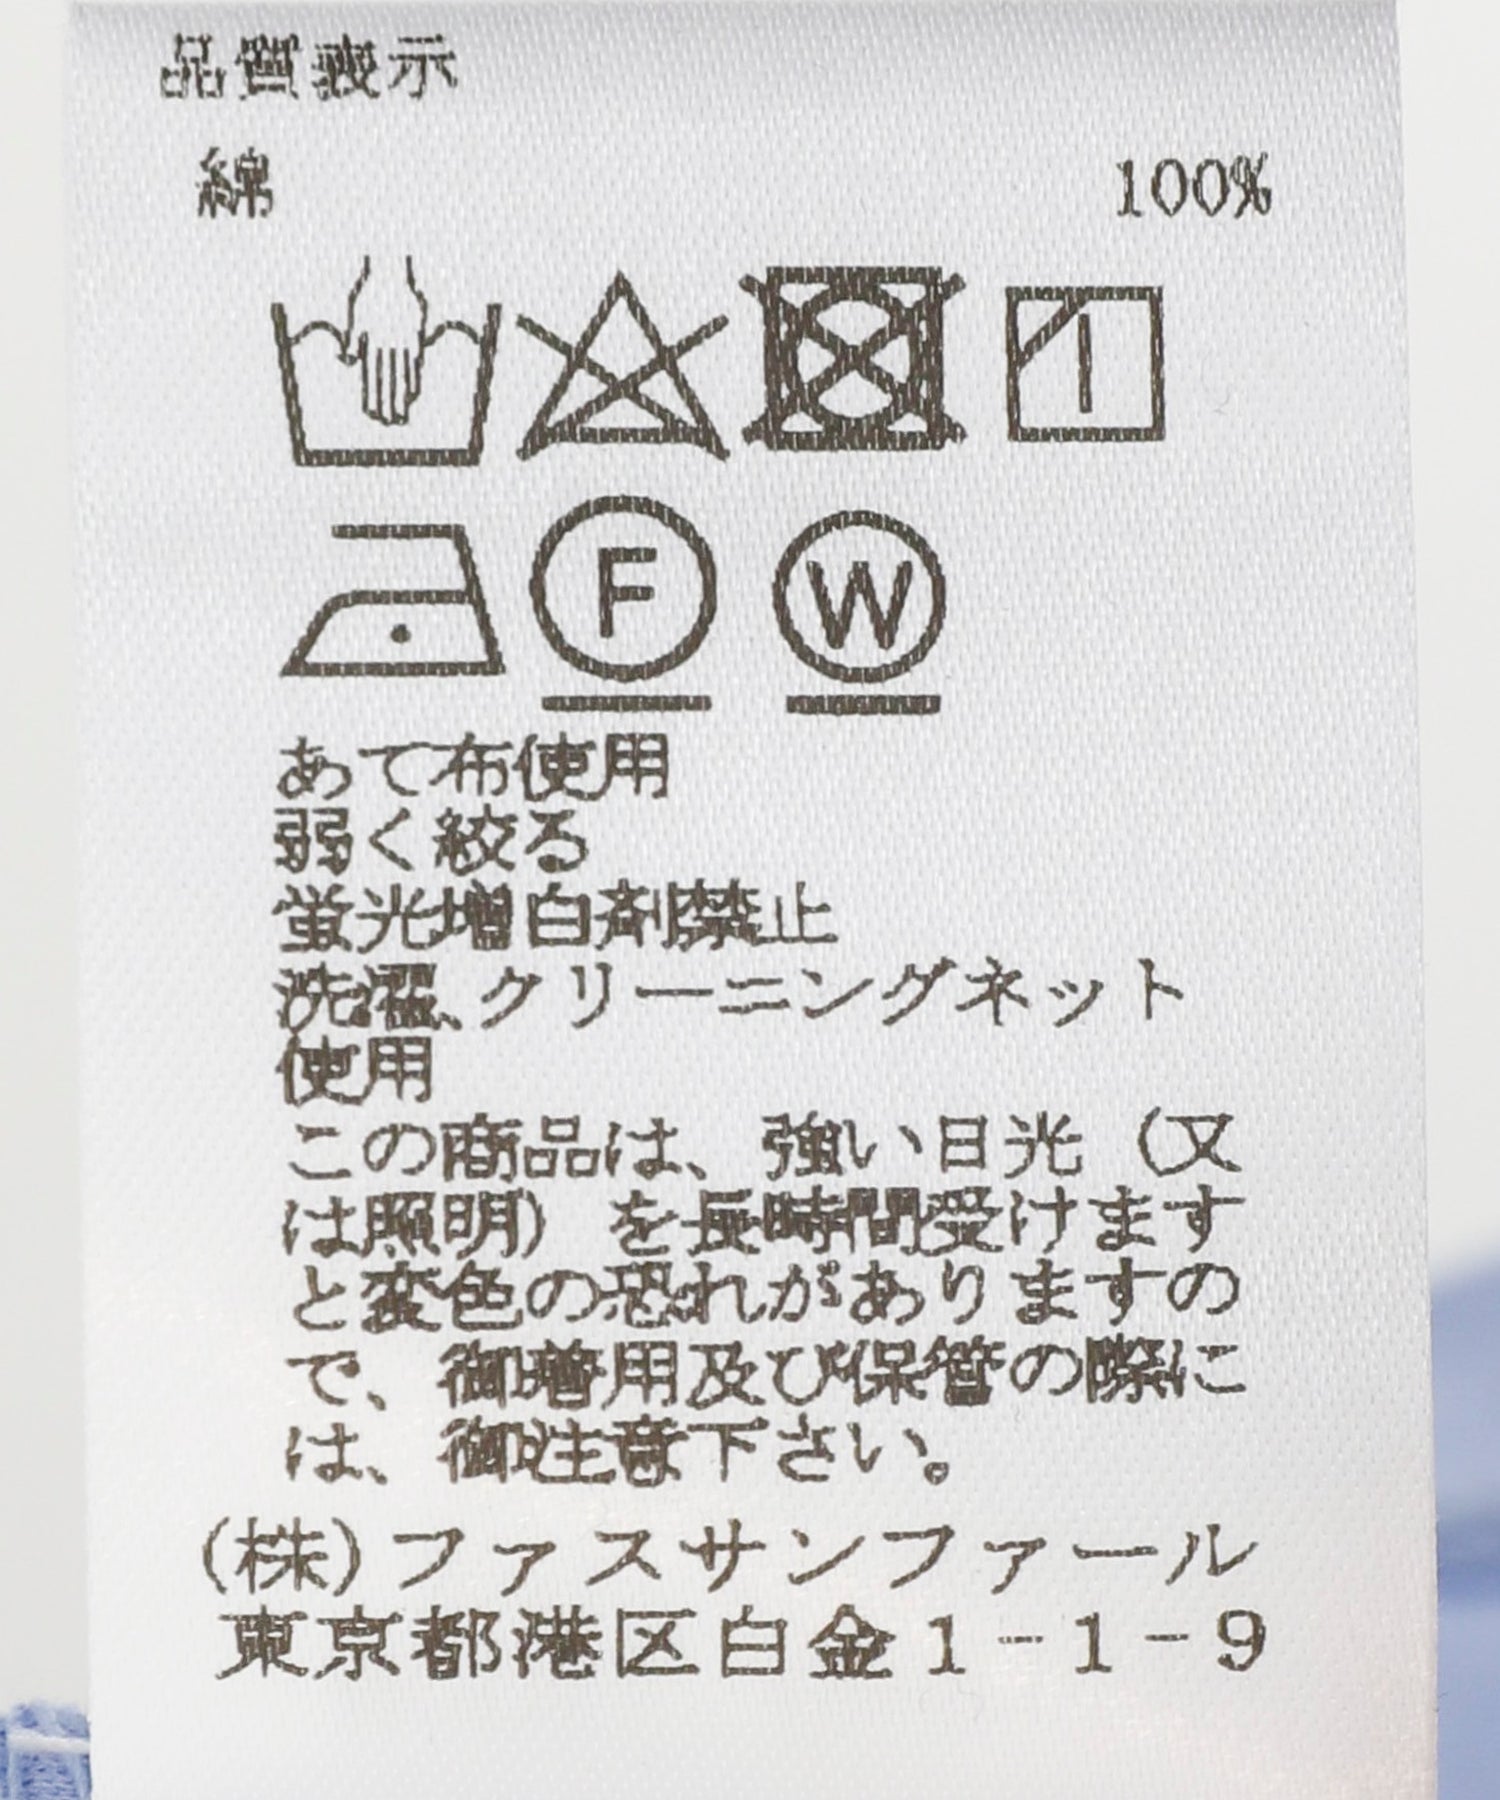 品質表示
綿 100%
F W
あて布使用
弱く絞る
蛍光増白剤禁止
洗濯、クリーニングネット
使用
この商品は、強い日光（又
は照明）を長時間受けます
と変色の恐れがありますの
で、御着用及び保管の際に
は、御注意下さい。
(株)ファスサンファール
東京都港区白金1-1-9